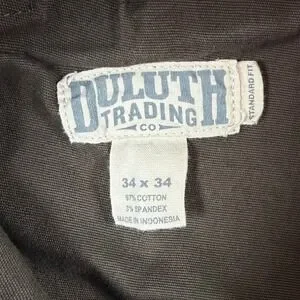 DULUTH
TRADING
CO
STANDARD FIT
34 x 34
97% COTTON
3% SPANDEX
MADE IN INDONESIA